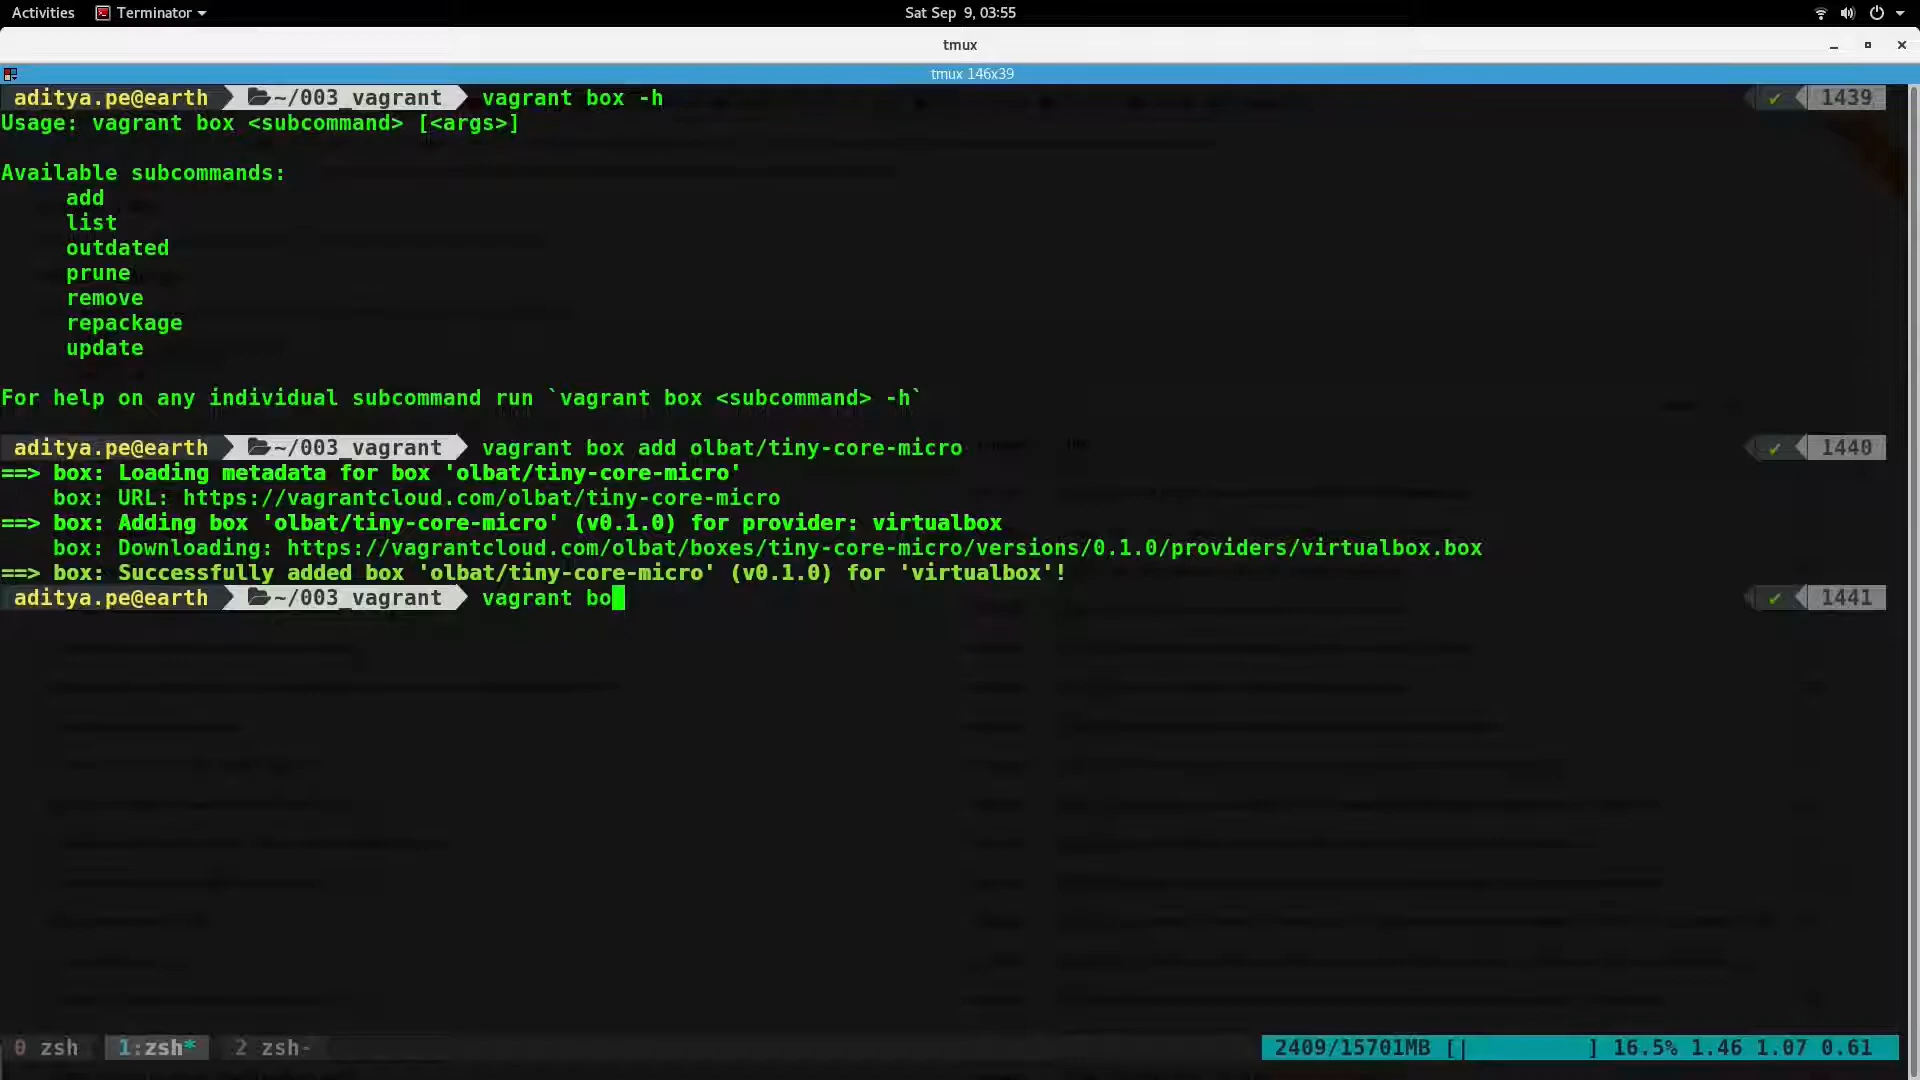 Activities Terminator Sat Sep 9, 03:55
tmux
tmux 146x39
aditya.pe@earth ~/003_vagrant vagrant box -h ✔ 1439
Usage: vagrant box <subcommand> [<args>]
Available subcommands:
add
list
outdated
prune
remove
repackage
update
For help on any individual subcommand run `vagrant box <subcommand> -h`
aditya.pe@earth ~/003_vagrant vagrant box add olbat/tiny-core-micro ✔ 1440
==> box: Loading metadata for box 'olbat/tiny-core-micro'
box: URL: https://vagrantcloud.com/olbat/tiny-core-micro
==> box: Adding box 'olbat/tiny-core-micro' (v0.1.0) for provider: virtualbox
box: Downloading: https://vagrantcloud.com/olbat/boxes/tiny-core-micro/versions/0.1.0/providers/virtualbox.box
==> box: Successfully added box 'olbat/tiny-core-micro' (v0.1.0) for 'virtualbox'!
aditya.pe@earth ~/003_vagrant vagrant bo ✔ 1441
0 zsh 1:zsh* 2 zsh- 2409/15701MB [| ] 16.5% 1.46 1.07 0.61